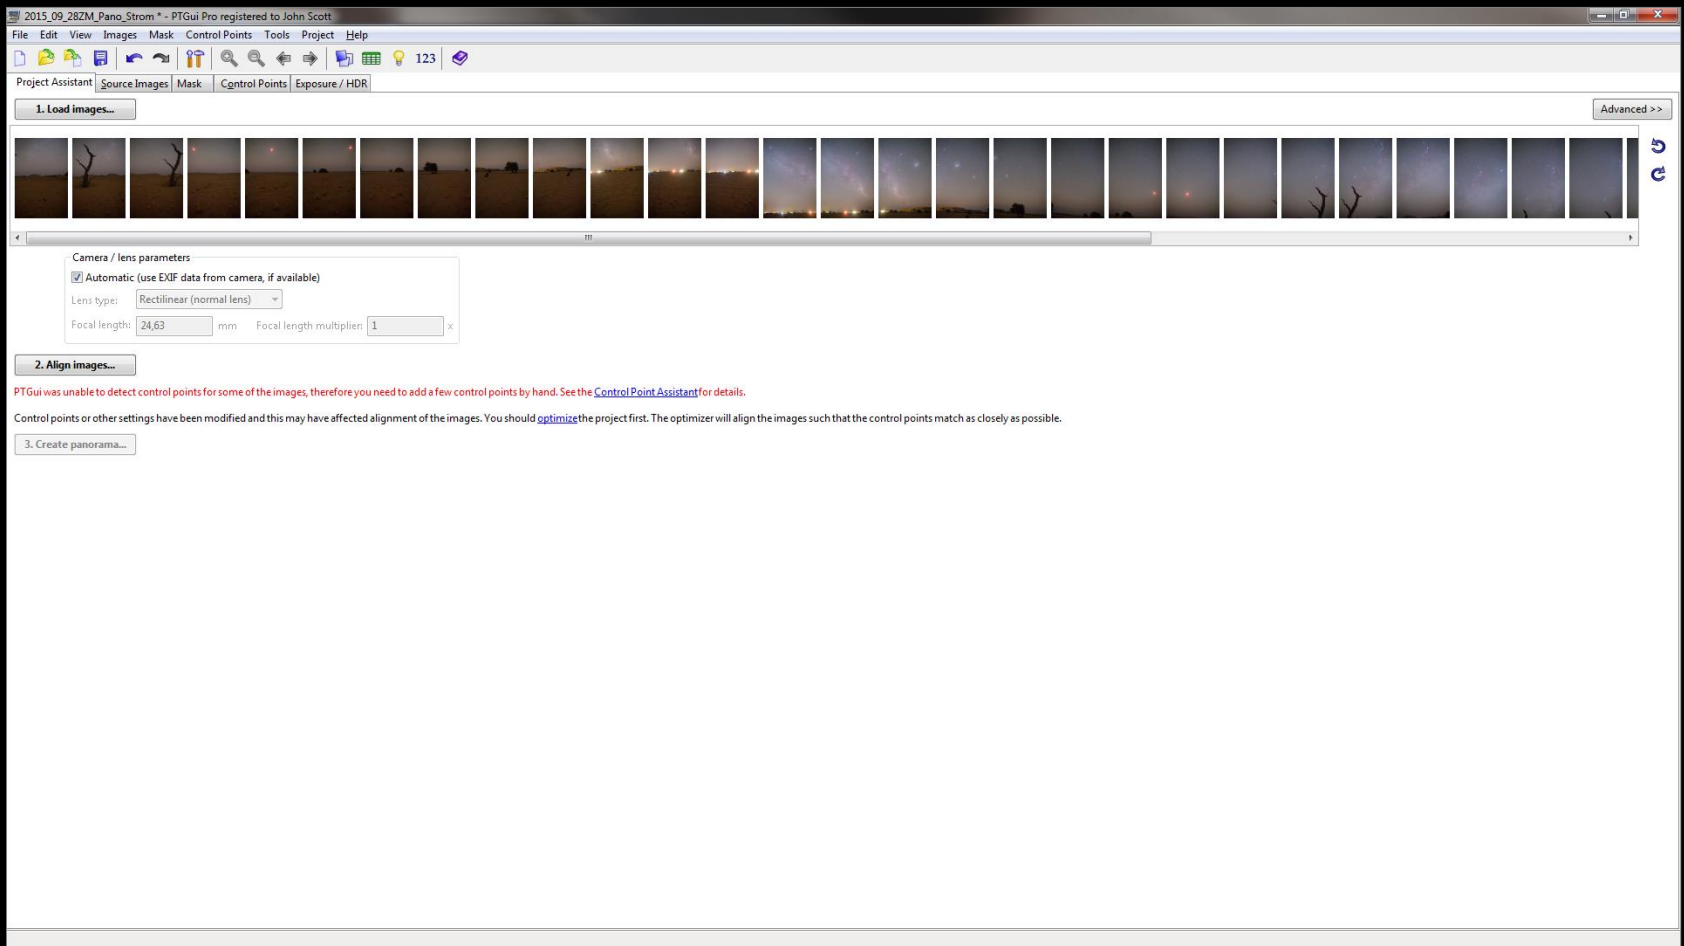 2015_09_28ZM_Pano_Strom * - PTGui Pro registered to John Scott
File Edit View Images Mask Control Points Tools Project Help
123
Project Assistant Source Images Mask Control Points Exposure / HDR
1. Load images... Advanced >>
Camera / lens parameters
Automatic (use EXIF data from camera, if available)
Lens type: Rectilinear (normal lens)
Focal length: 24,63 mm Focal length multiplier: 1 x
2. Align images...
PTGui was unable to detect control points for some of the images, therefore you need to add a few control points by hand. See the Control Point Assistant for details.
Control points or other settings have been modified and this may have affected alignment of the images. You should optimize the project first. The optimizer will align the images such that the control points match as closely as possible.
3. Create panorama...